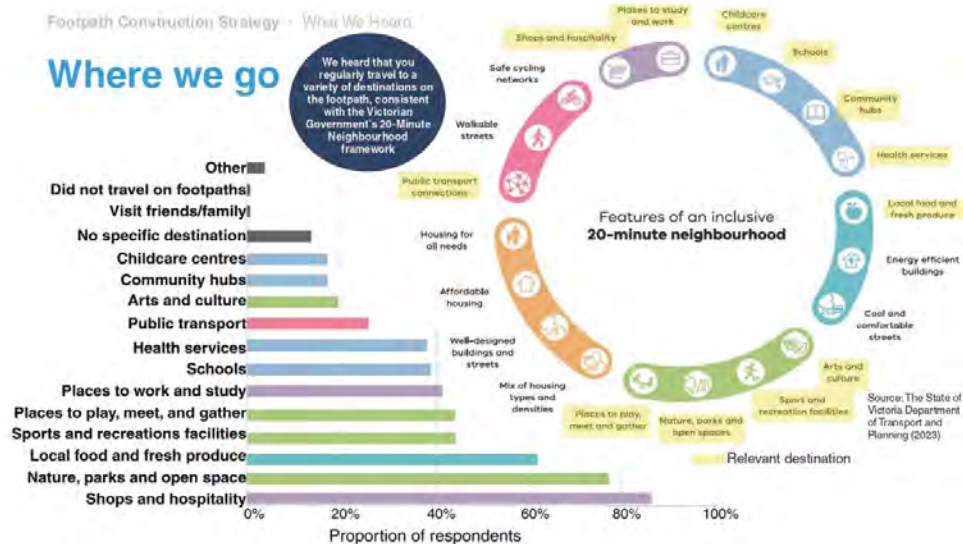 Footpath Construction Strategy · What We Heard
Where we go
We heard that you
regularly travel to a
variety of destinations on
the footpath, consistent
with the Victorian
Government's 20-Minute
Neighbourhood
framework
Other
Did not travel on footpaths
Visit friends/family
No specific destination
Childcare centres
Community hubs
Arts and culture
Public transport
Health services
Schools
Places to work and study
Places to play, meet, and gather
Sports and recreations facilities
Local food and fresh produce
Nature, parks and open space
Shops and hospitality
0%
20%
40%
60%
80%
100%
Proportion of respondents
Places to study
and work
Shops and hospitality
Safe cycling
networks
Walkable
streets
Public transport
connections
Housing for
all needs
Affordable
housing
Well-designed
buildings and
streets
Mix of housing
types and
densities
Places to play,
meet and gather
Nature, parks and
open spaces
Sport and
recreation facilities
Arts and
culture
Cool and
comfortable
streets
Energy efficient
buildings
Local food and
fresh produce
Health services
Community
hubs
Schools
Childcare
centres
Features of an inclusive
20-minute neighbourhood
Source: The State of
Victoria Department
of Transport and
Planning (2023)
Relevant destination